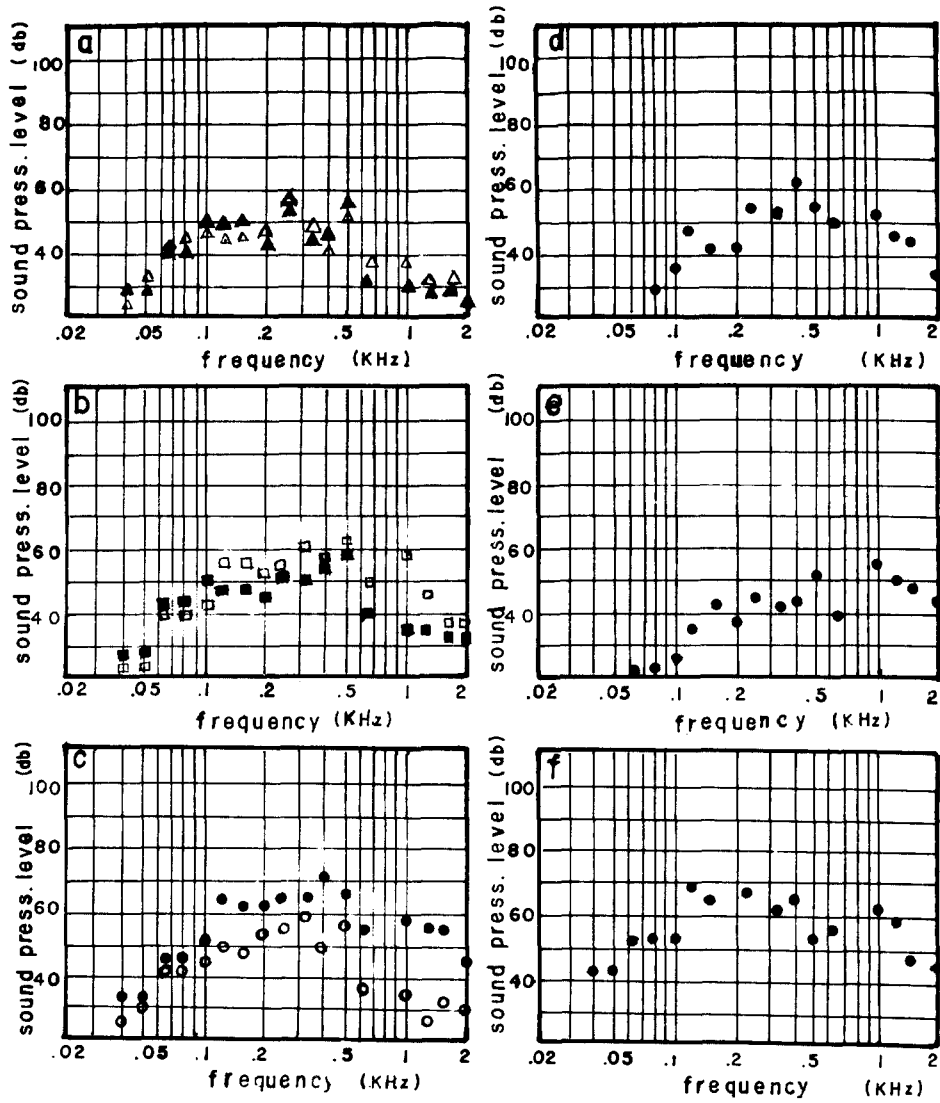 a
sound press. level (db)
100
80
60
40
.02 .05 .1 .2 .5 1 2
frequency (KHz)
d
sound press. level (db)
100
80
60
40
.02 .05 .1 .2 .5 1 2
frequency (KHz)
b
sound press. level (db)
100
80
60
40
.02 .05 .1 .2 .5 1 2
frequency (KHz)
e
sound press. level (db)
100
80
60
40
.02 .05 .1 .2 .5 1 2
frequency (KHz)
c
sound press. level (db)
100
80
60
40
.02 .05 .1 .2 .5 1 2
frequency (KHz)
f
sound press. level (db)
100
80
60
40
.02 .05 .1 .2 .5 1 2
frequency (KHz)